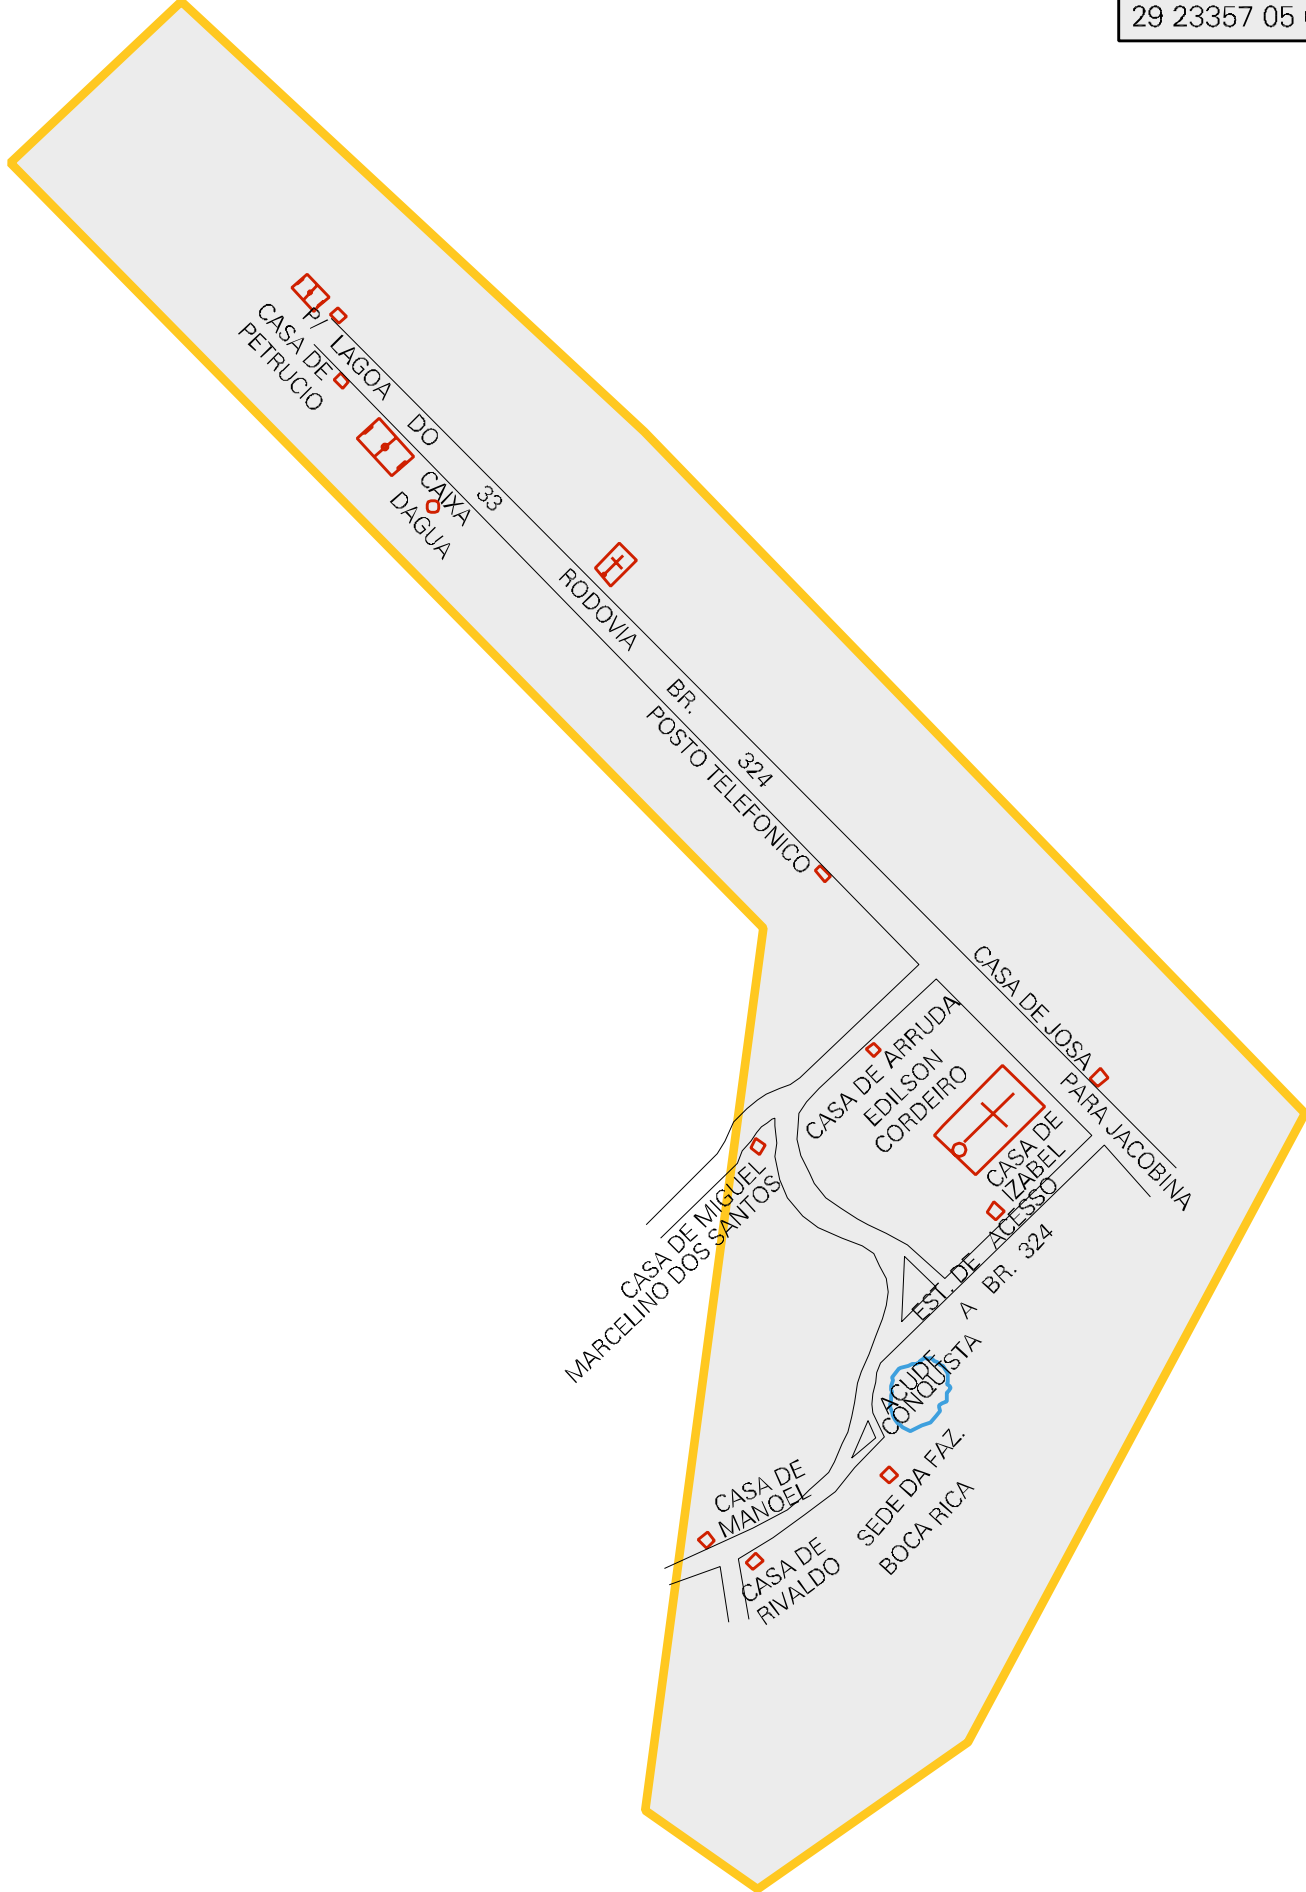 29 23357 05
P/ LAGOA DO 33
CASA DE
PETRUCIO
CAIXA
DAGUA
RODOVIA BR. 324
POSTO TELEFONICO
CASA DE JOSA
PARA JACOBINA
CASA DE ARRUDA
EDILSON
CORDEIRO
CASA DE
IZABEL
CASA DE MIGUEL
MARCELINO DOS SANTOS
EST. DE ACESSO
A BR. 324
ACUDE
CONQUISTA
SEDE DA FAZ.
BOCA RICA
CASA DE
MANOEL
CASA DE
RIVALDO